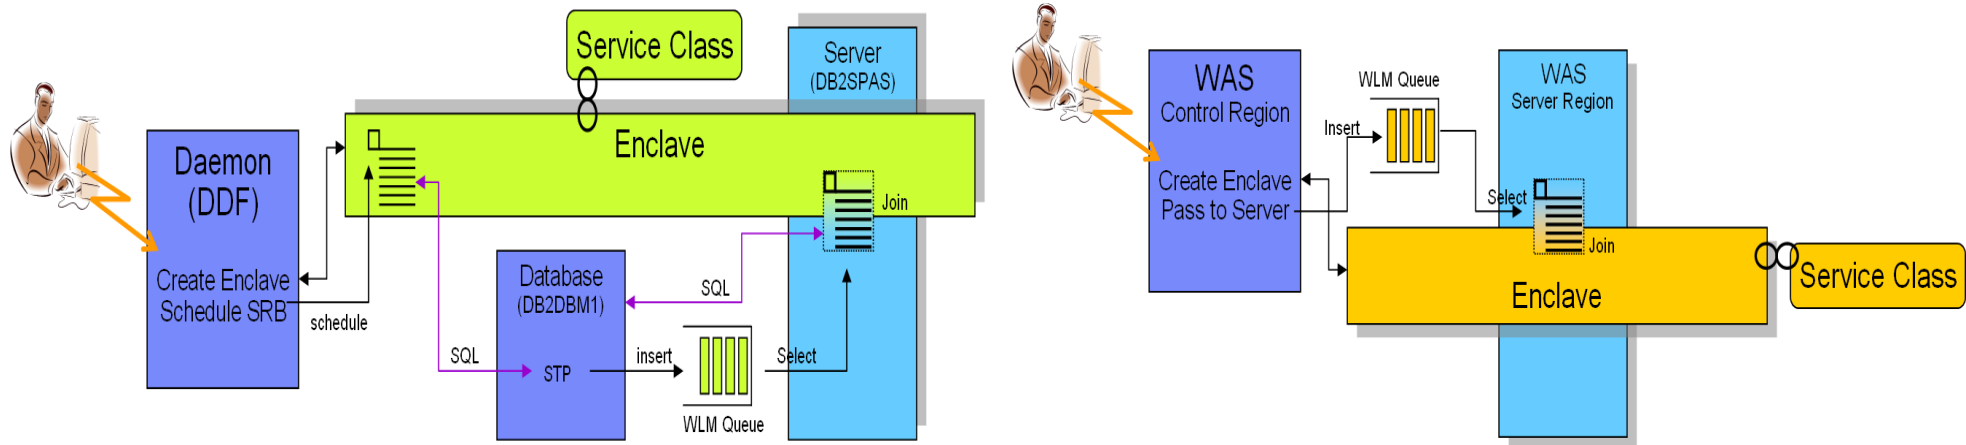 Service Class
Server
(DB2SPAS)
Enclave
Daemon
(DDF)
Join
Create Enclave
Schedule SRB
schedule
Database
(DB2DBM1)
SQL
SQL
STP
insert
Select
WLM Queue
WAS
Control Region
WLM Queue
WAS
Server Region
Insert
Create Enclave
Pass to Server
Select
Join
Enclave
Service Class